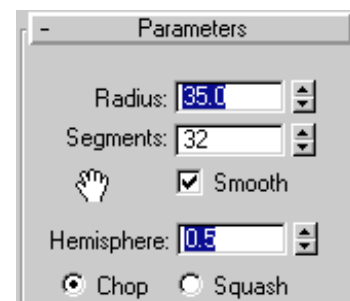 - Parameters
Radius: 35.0
Segments: 32
Smooth
Hemisphere: 0.5
Chop Squash